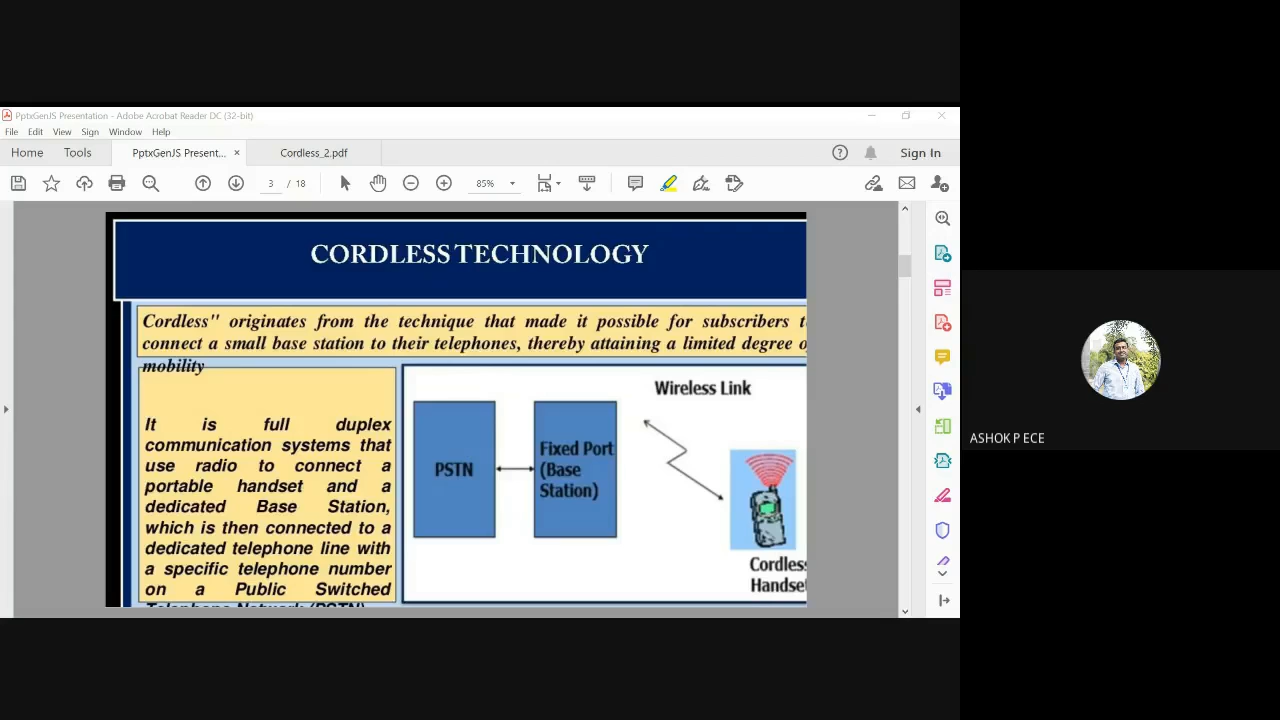 PptxGenJS Presentation - Adobe Acrobat Reader DC (32-bit)
File Edit View Sign Window Help
Home Tools PptxGenJS Present... × Cordless_2.pdf Sign In
3 / 18 85%
CORDLESS TECHNOLOGY
Cordless" originates from the technique that made it possible for subscribers
connect a small base station to their telephones, thereby attaining a limited degree
mobility
It is full duplex
communication systems that
use radio to connect a
portable handset and a
dedicated Base Station,
which is then connected to a
dedicated telephone line with
a specific telephone number
on a Public Switched
Telephone Network (PSTN)
Wireless Link
PSTN
Fixed Port
(Base
Station)
Cordless
Handset
ASHOK P ECE